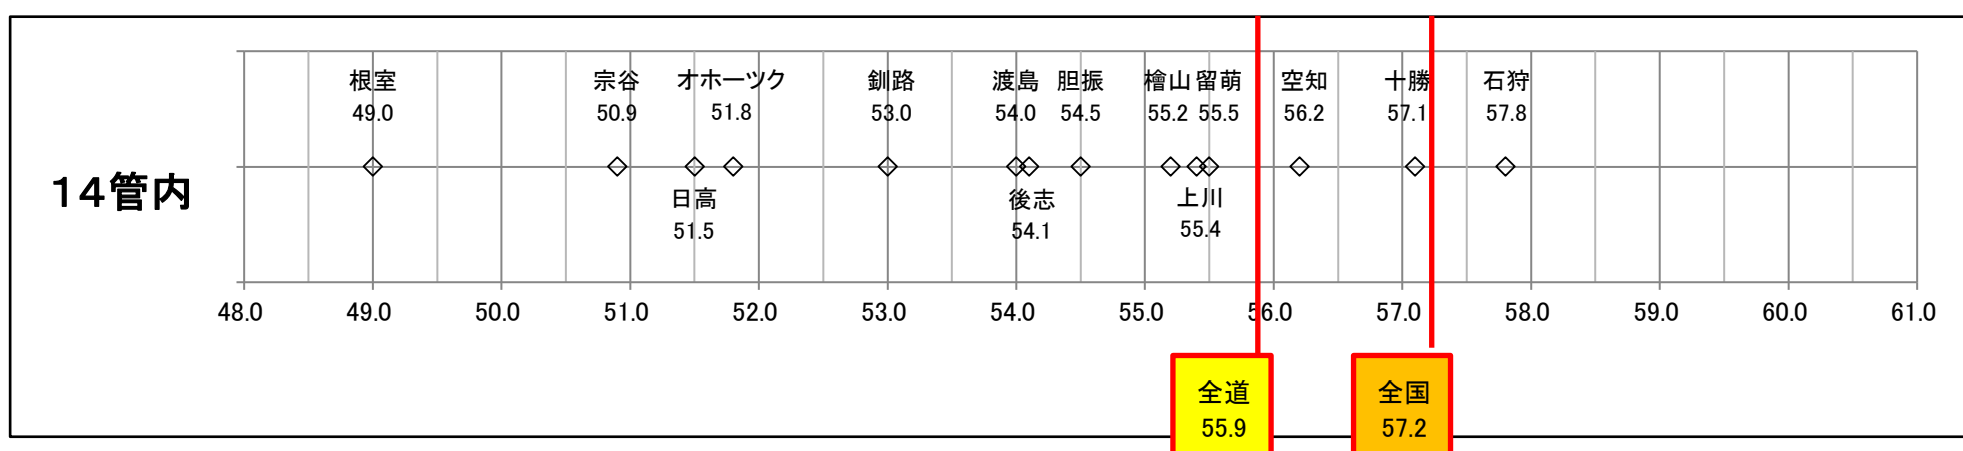 14管内
根室 宗谷 オホーツク 釧路 渡島 胆振 檜山 留萌 空知 十勝 石狩
49.0 50.9 51.8 53.0 54.0 54.5 55.2 55.5 56.2 57.1 57.8
日高 後志 上川
51.5 54.1 55.4
48.0 49.0 50.0 51.0 52.0 53.0 54.0 55.0 56.0 57.0 58.0 59.0 60.0 61.0
全道 全国
55.9 57.2